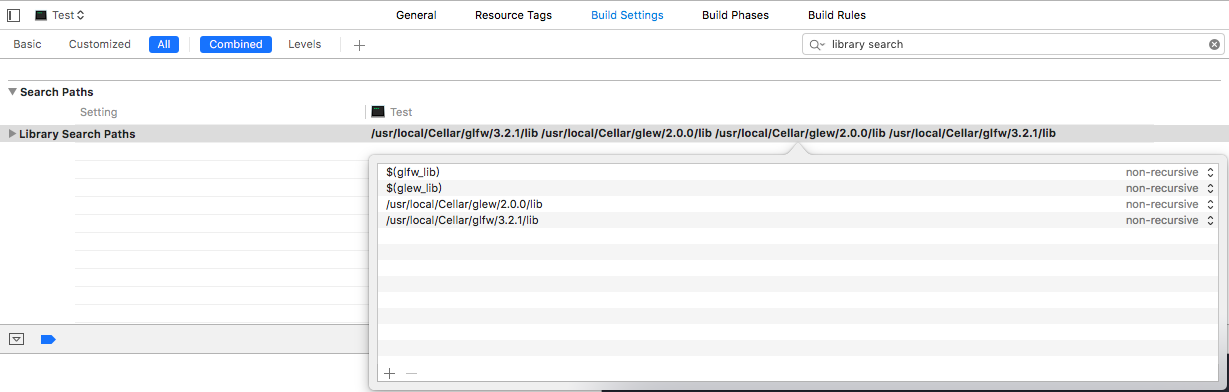 Test General Resource Tags Build Settings Build Phases Build Rules
Basic Customized All Combined Levels + library search
Search Paths
Setting Test
Library Search Paths /usr/local/Cellar/glfw/3.2.1/lib /usr/local/Cellar/glew/2.0.0/lib /usr/local/Cellar/glew/2.0.0/lib /usr/local/Cellar/glfw/3.2.1/lib
$(glfw_lib) non-recursive
$(glew_lib) non-recursive
/usr/local/Cellar/glew/2.0.0/lib non-recursive
/usr/local/Cellar/glfw/3.2.1/lib non-recursive
+ —